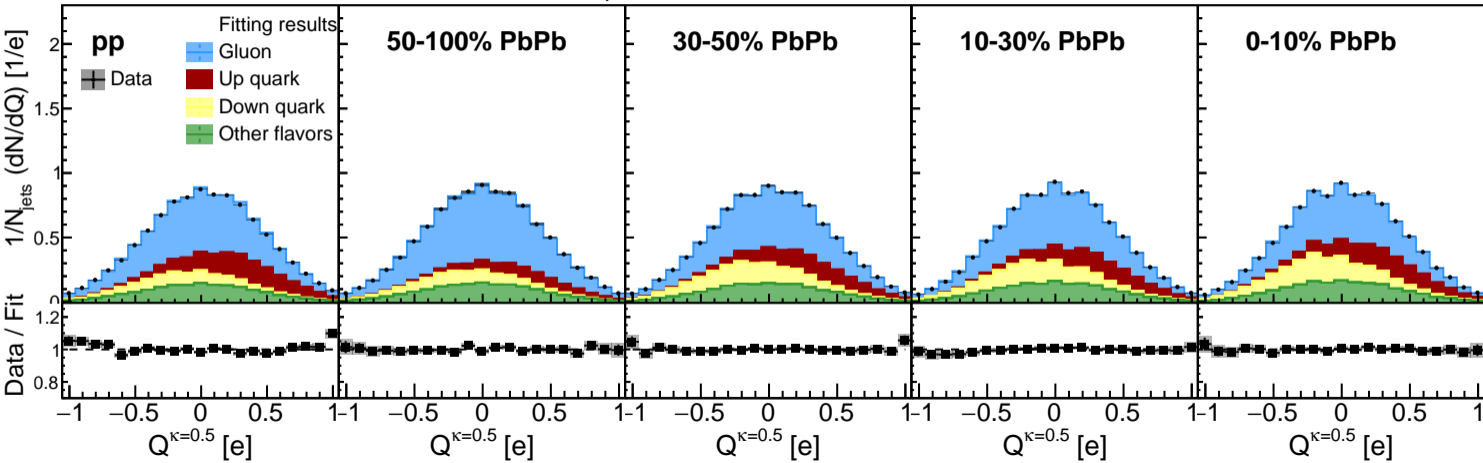 1/N_jets (dN/dQ) [1/e]
2
1.5
1
0.5
0
pp
Data
Fitting results
Gluon
Up quark
Down quark
Other flavors
50-100% PbPb
30-50% PbPb
10-30% PbPb
0-10% PbPb
Data / Fit
1.2
1
0.8
−1 −0.5 0 0.5 1
−1 −0.5 0 0.5 1
−1 −0.5 0 0.5 1
−1 −0.5 0 0.5 1
−1 −0.5 0 0.5 1
Q^κ=0.5 [e]
Q^κ=0.5 [e]
Q^κ=0.5 [e]
Q^κ=0.5 [e]
Q^κ=0.5 [e]